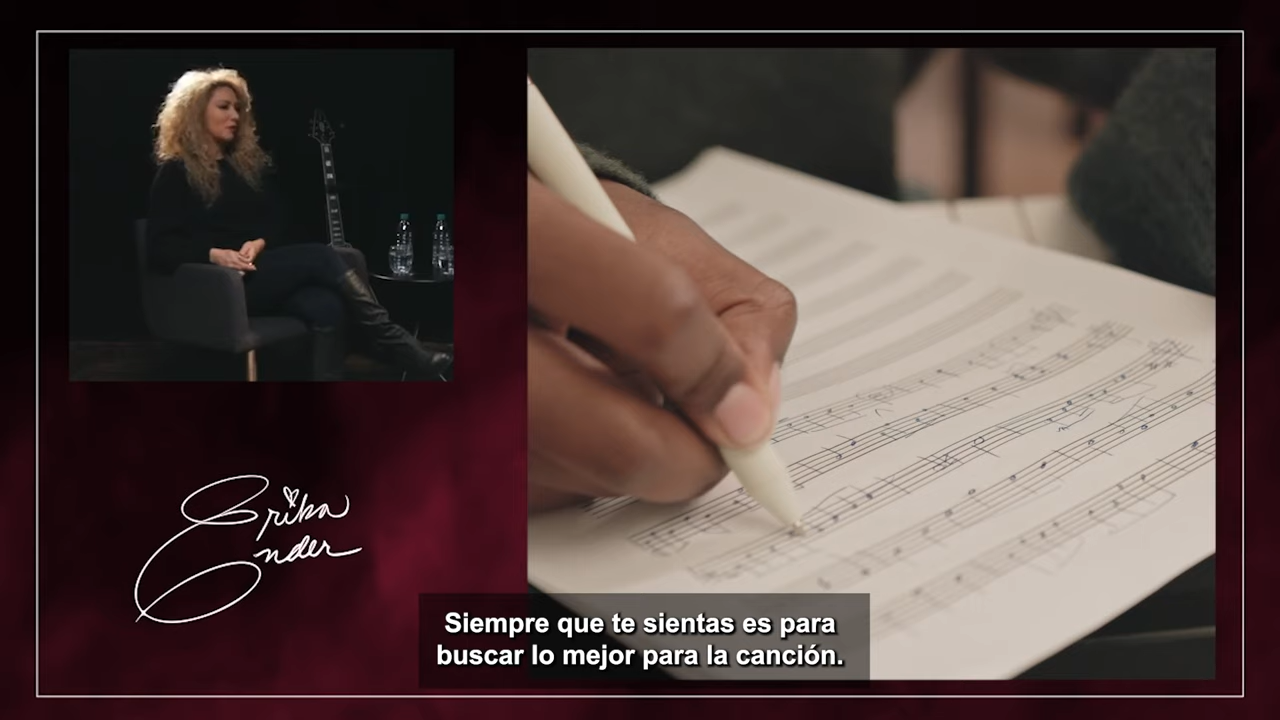 Erika
Ender
Siempre que te sientas es para
buscar lo mejor para la canción.